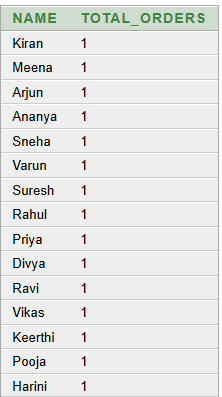 NAME TOTAL_ORDERS
Kiran 1
Meena 1
Arjun 1
Ananya 1
Sneha 1
Varun 1
Suresh 1
Rahul 1
Priya 1
Divya 1
Ravi 1
Vikas 1
Keerthi 1
Pooja 1
Harini 1